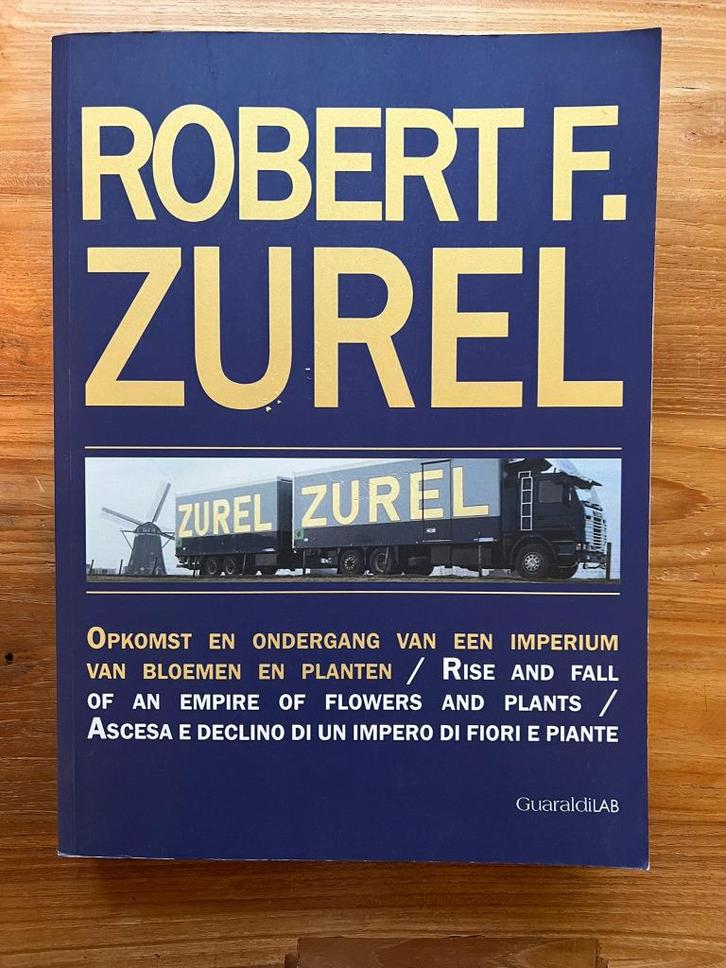 ROBERT F.
ZUREL
ZUREL ZUREL
OPKOMST EN ONDERGANG VAN EEN IMPERIUM
VAN BLOEMEN EN PLANTEN / RISE AND FALL
OF AN EMPIRE OF FLOWERS AND PLANTS /
ASCESA E DECLINO DI UN IMPERO DI FIORI E PIANTE
GuaraldiLAB